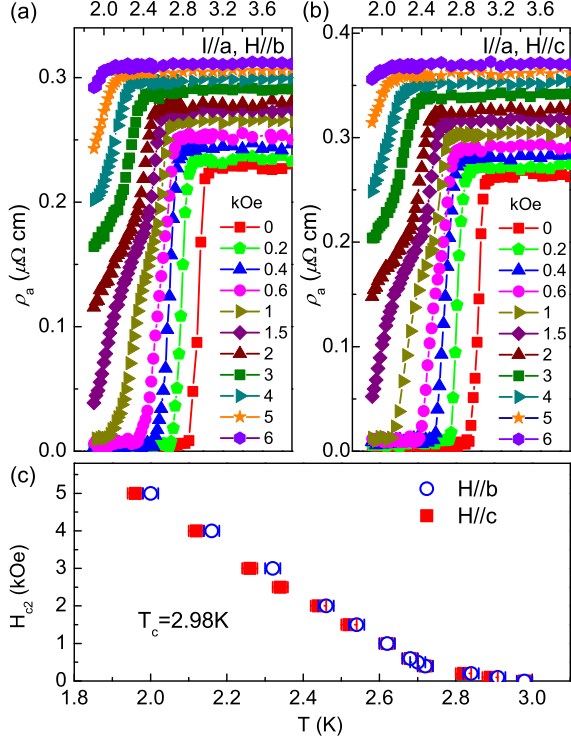 2.0 2.4 2.8 3.2 3.6
2.0 2.4 2.8 3.2 3.6
(a)
I//a, H//b
(b)
I//a, H//c
0.3
0.2
0.1
0.0
ρa (μΩ cm)
kOe
0
0.2
0.4
0.6
1
1.5
2
3
4
5
6
0.4
0.3
0.2
0.1
0.0
ρa (μΩ cm)
kOe
0
0.2
0.4
0.6
1
1.5
2
3
4
5
6
(c)
H//b
H//c
5
4
3
2
1
0
Hc2 (kOe)
Tc=2.98K
1.8 2.0 2.2 2.4 2.6 2.8 3.0
T (K)